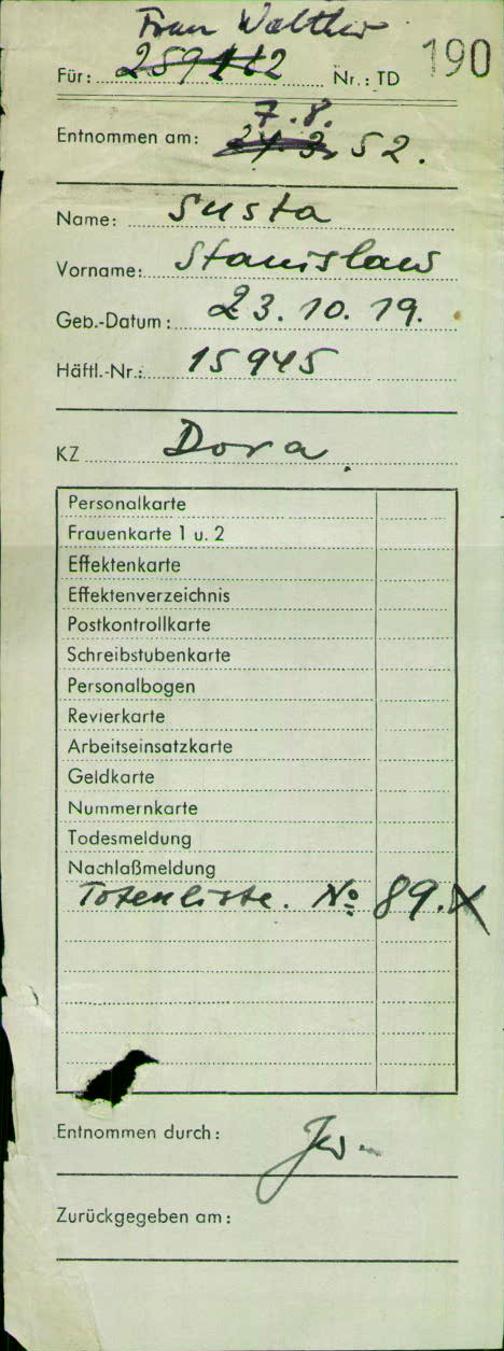 Frau Walther
Für: 259112 Nr.: TD 190
7.8.
Entnommen am: 24.3. 52.
Name: Susta
Vorname: Stanislaus
Geb.-Datum: 23.10.19.
Häftl.-Nr.: 15945
KZ Dora.
Personalkarte
Frauenkarte 1 u. 2
Effektenkarte
Effektenverzeichnis
Postkontrollkarte
Schreibstubenkarte
Personalbogen
Revierkarte
Arbeitseinsatzkarte
Geldkarte
Nummernkarte
Todesmeldung
Nachlaßmeldung
Totenliste. No 89. X
Entnommen durch:
Zurückgegeben am: